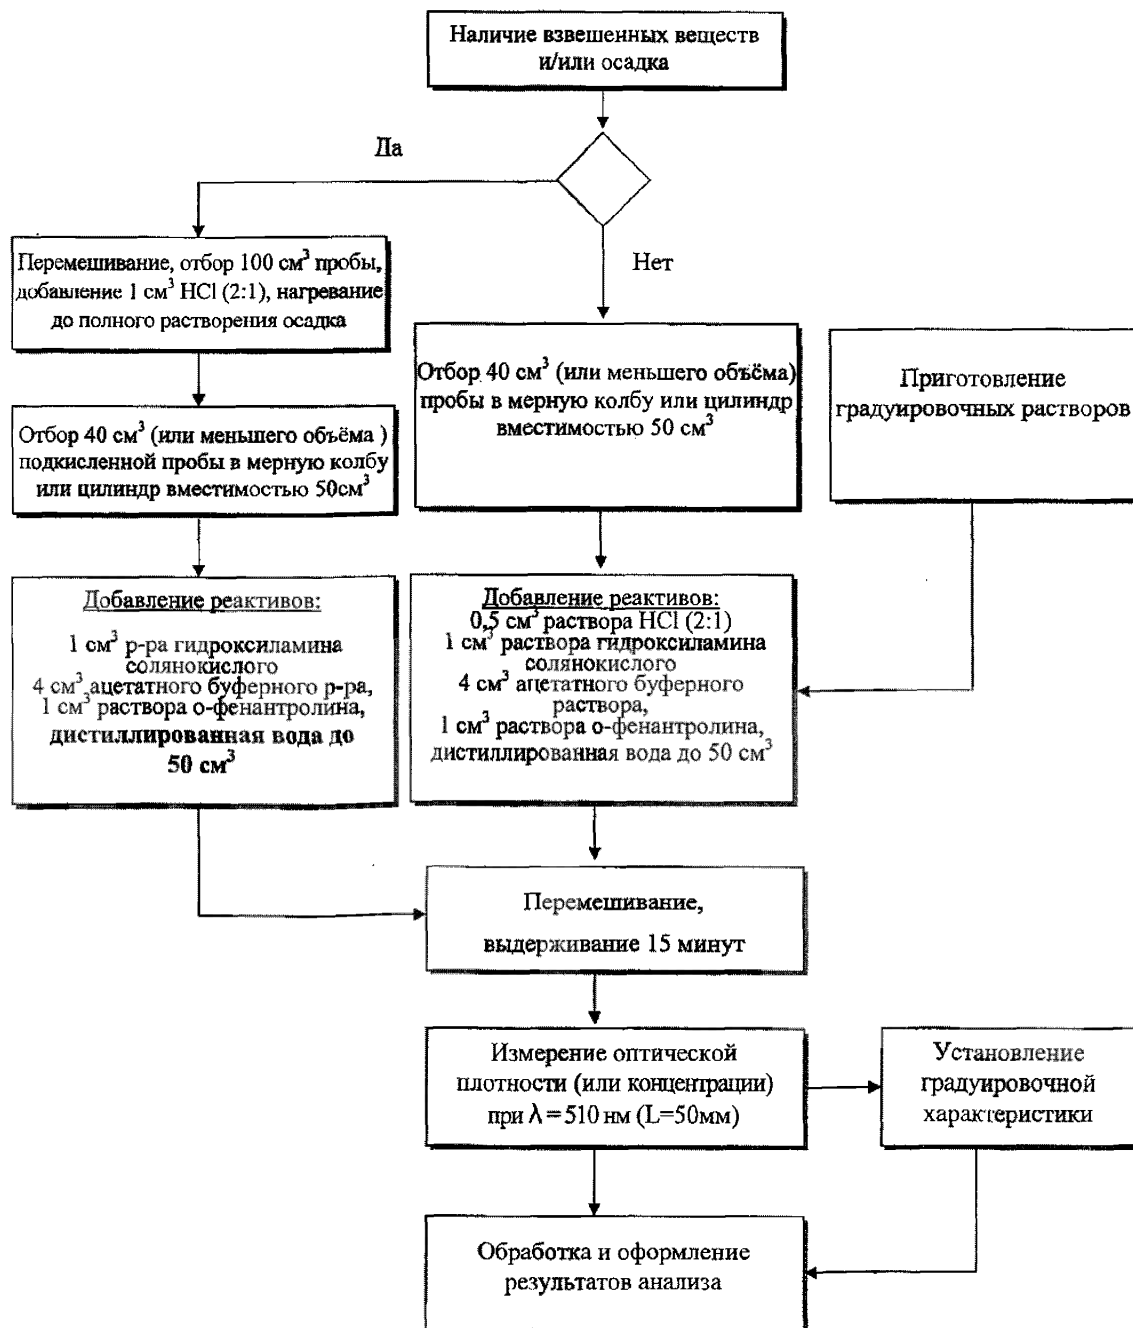 Наличие взвешенных веществ
и/или осадка
Да
Нет
Перемешивание, отбор 100 см³ пробы,
добавление 1 см³ HCl (2:1), нагревание
до полного растворения осадка
Отбор 40 см³ (или меньшего объёма)
пробы в мерную колбу или цилиндр
вместимостью 50 см³
Приготовление
градуировочных растворов
Отбор 40 см³ (или меньшего объёма )
подкисленной пробы в мерную колбу
или цилиндр вместимостью 50см³
Добавление реактивов:
1 см³ р-ра гидроксиламина
солянокислого
4 см³ ацетатного буферного р-ра,
1 см³ раствора о-фенантролина,
дистиллированная вода до
50 см³
Добавление реактивов:
0,5 см³ раствора HCl (2:1)
1 см³ раствора гидроксиламина
солянокислого
4 см³ ацетатного буферного
раствора,
1 см³ раствора о-фенантролина,
дистиллированная вода до 50 см³
Перемешивание,
выдерживание 15 минут
Измерение оптической
плотности (или концентрации)
при λ=510 нм (L=50мм)
Установление
градуировочной
характеристики
Обработка и оформление
результатов анализа